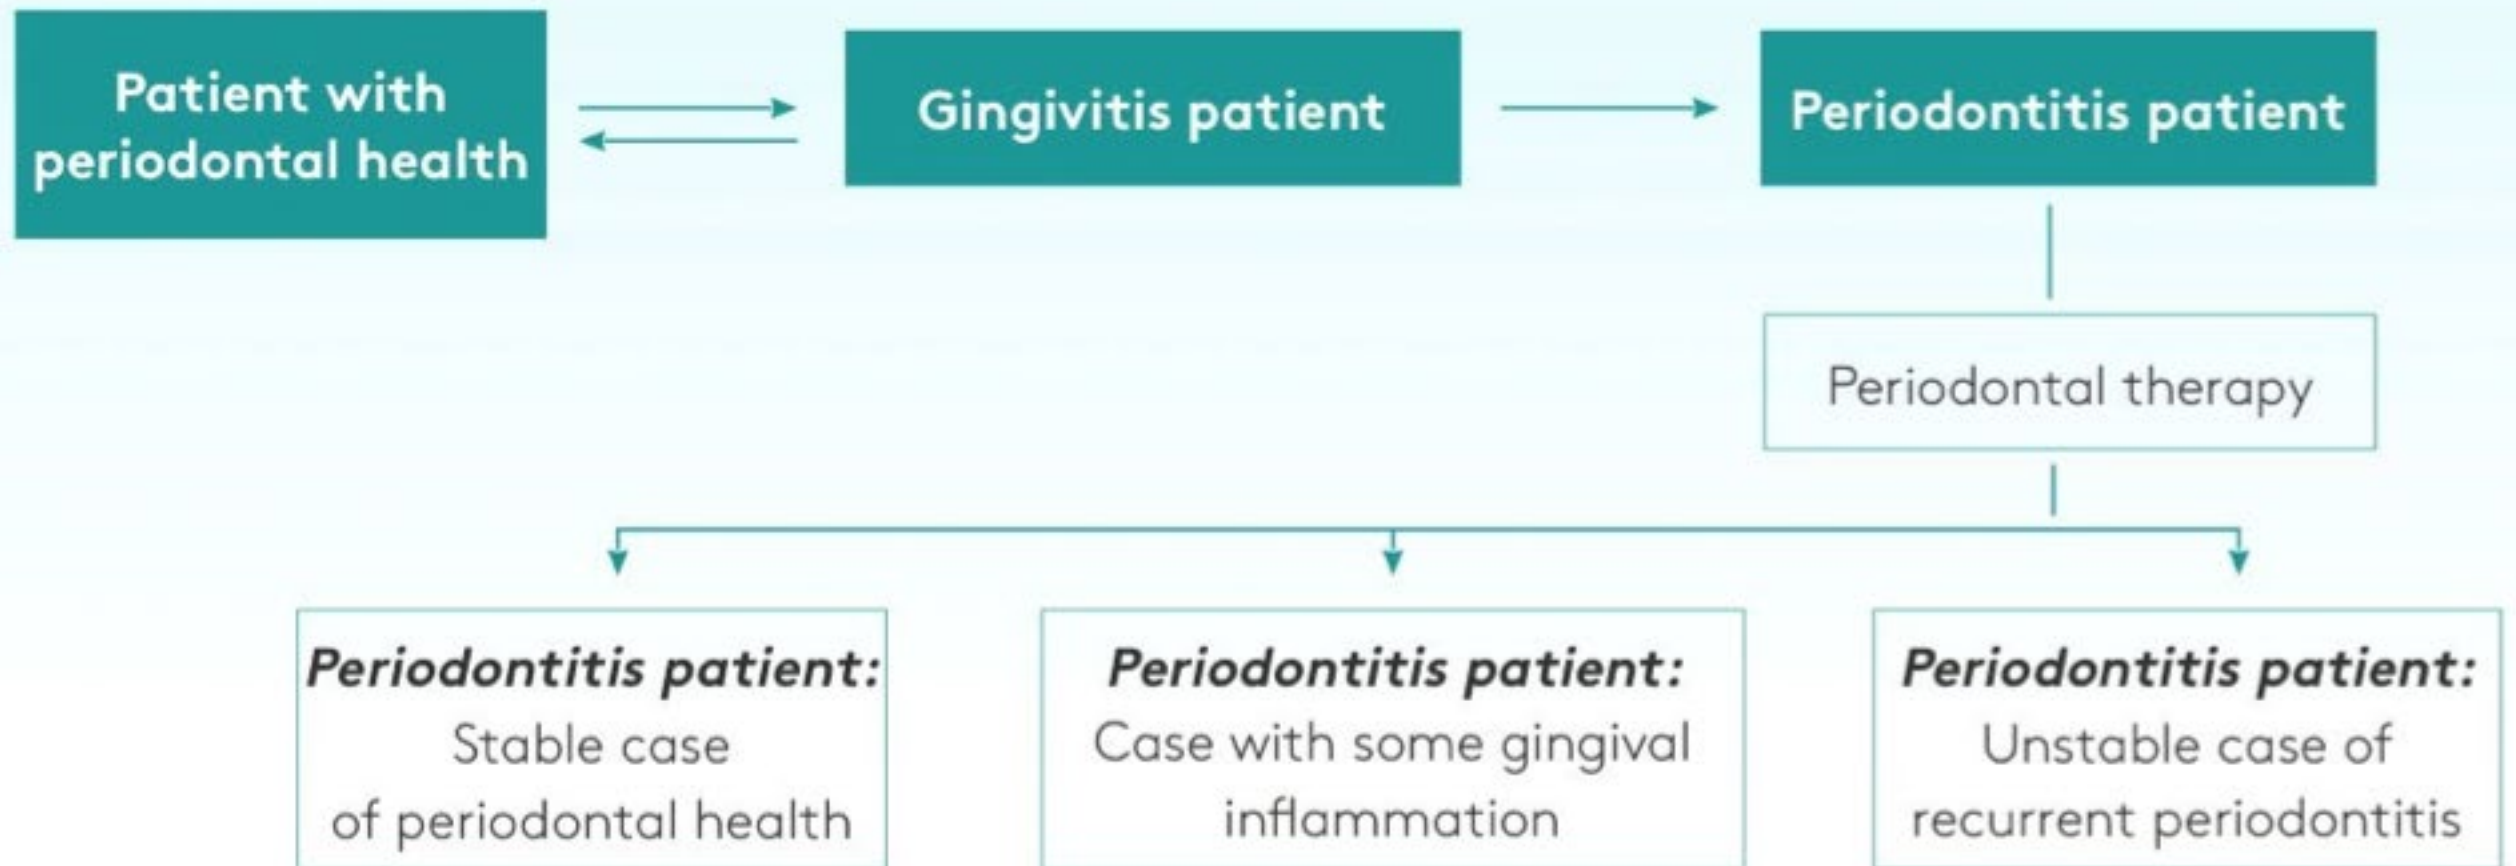 Patient with
periodontal health
Gingivitis patient
Periodontitis patient
Periodontal therapy
Periodontitis patient:
Stable case
of periodontal health
Periodontitis patient:
Case with some gingival
inflammation
Periodontitis patient:
Unstable case of
recurrent periodontitis